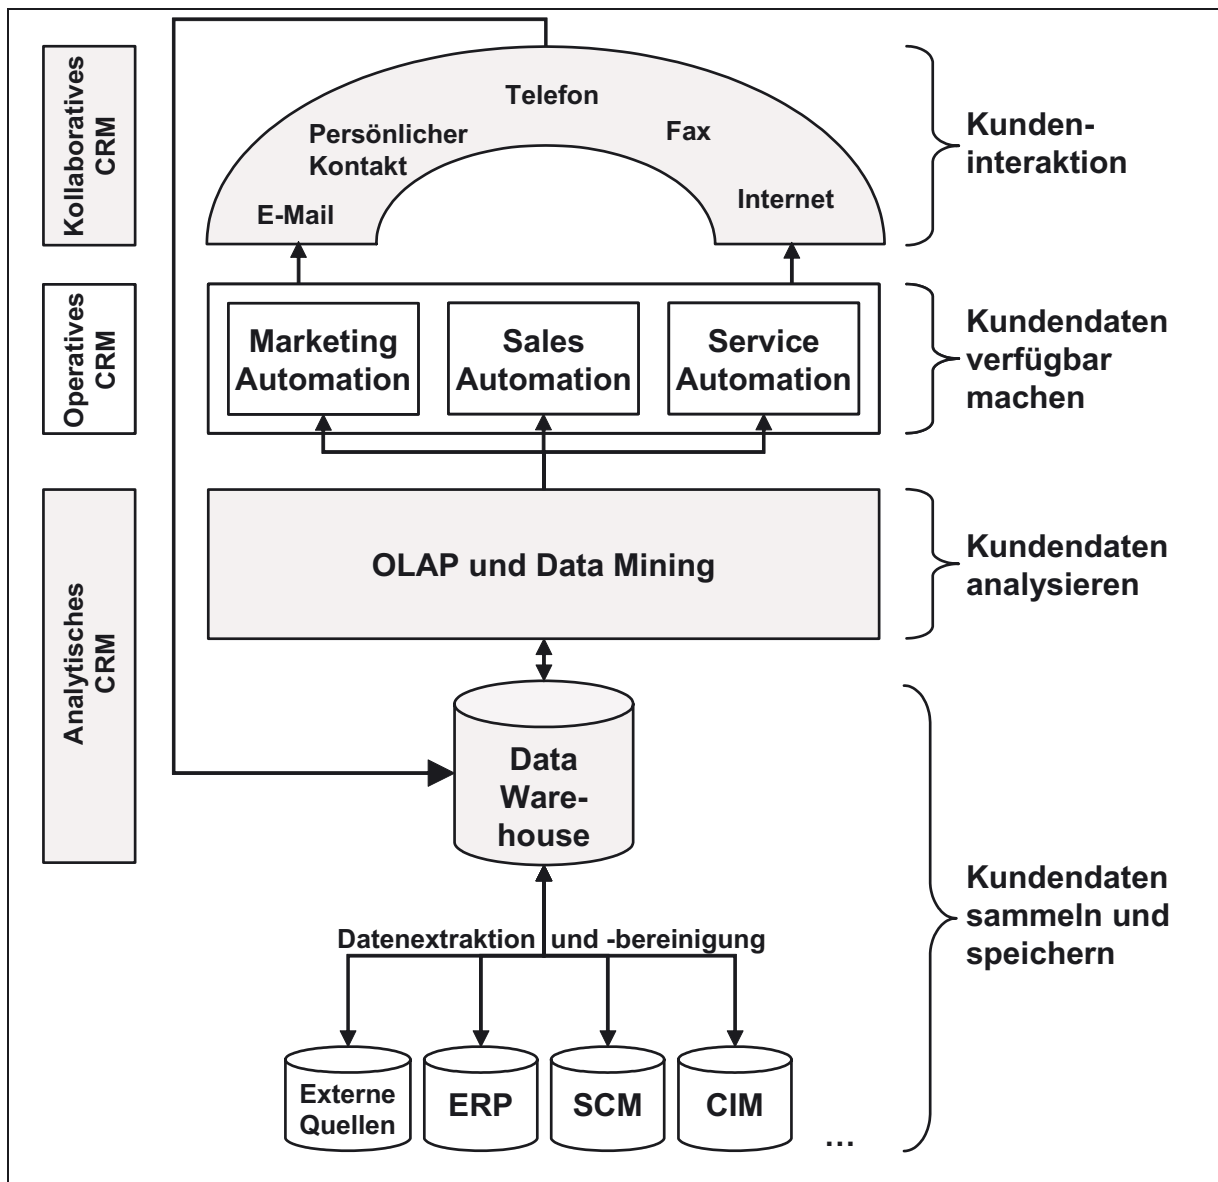 Kollaboratives
CRM
Telefon
Persönlicher
Kontakt
Fax
E-Mail
Internet
Kunden-
interaktion
Operatives
CRM
Marketing
Automation
Sales
Automation
Service
Automation
Kundendaten
verfügbar
machen
Analytisches
CRM
OLAP und Data Mining
Kundendaten
analysieren
Data
Ware-
house
Datenextraktion und -bereinigung
Externe
Quellen
ERP
SCM
CIM
...
Kundendaten
sammeln und
speichern